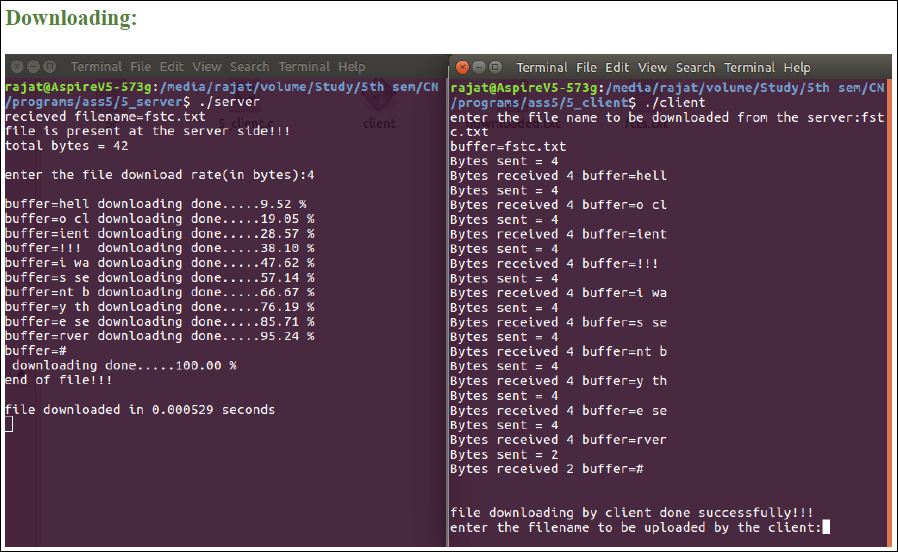 Downloading:
Terminal File Edit View Search Terminal Help
rajat@AspireV5-573g:/media/rajat/volume/Study/5th sem/CN
/programs/ass5/5_server$ ./server
recieved filename=fstc.txt
file is present at the server side!!!
total bytes = 42
enter the file download rate(in bytes):4
buffer=hell downloading done.....9.52 %
buffer=o cl downloading done.....19.05 %
buffer=ient downloading done.....28.57 %
buffer=!!!  downloading done.....38.10 %
buffer=i wa downloading done.....47.62 %
buffer=s se downloading done.....57.14 %
buffer=nt b downloading done.....66.67 %
buffer=y th downloading done.....76.19 %
buffer=e se downloading done.....85.71 %
buffer=rver downloading done.....95.24 %
buffer=#
 downloading done.....100.00 %
end of file!!!
file downloaded in 0.000529 seconds
Terminal File Edit View Search Terminal Help
rajat@AspireV5-573g:/media/rajat/volume/Study/5th sem/CN
/programs/ass5/5_client$ ./client
enter the file name to be downloaded from the server:fst
c.txt
buffer=fstc.txt
Bytes sent = 4
Bytes received 4 buffer=hell
Bytes sent = 4
Bytes received 4 buffer=o cl
Bytes sent = 4
Bytes received 4 buffer=ient
Bytes sent = 4
Bytes received 4 buffer=!!!
Bytes sent = 4
Bytes received 4 buffer=i wa
Bytes sent = 4
Bytes received 4 buffer=s se
Bytes sent = 4
Bytes received 4 buffer=nt b
Bytes sent = 4
Bytes received 4 buffer=y th
Bytes sent = 4
Bytes received 4 buffer=e se
Bytes sent = 4
Bytes received 4 buffer=rver
Bytes sent = 2
Bytes received 2 buffer=#
file downloading by client done successfully!!!
enter the filename to be uploaded by the client:
5_client.c
client